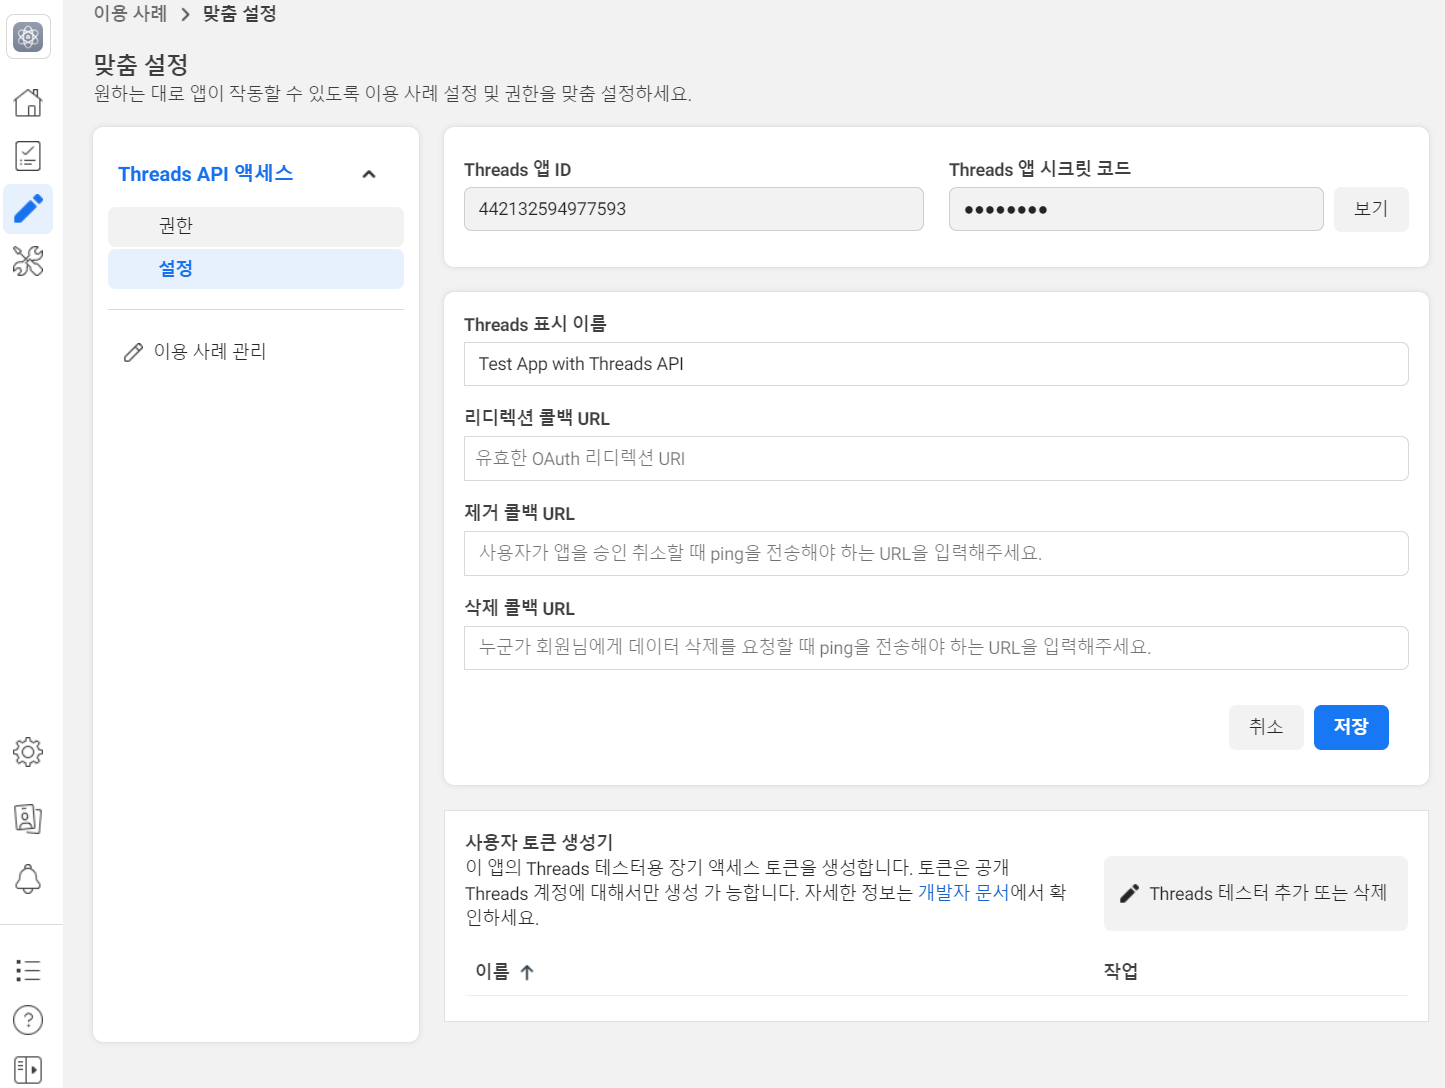 이용 사례 > 맞춤 설정
맞춤 설정
원하는 대로 앱이 작동할 수 있도록 이용 사례 설정 및 권한을 맞춤 설정하세요.
Threads API 액세스
권한
설정
이용 사례 관리
Threads 앱 ID
442132594977593
Threads 앱 시크릿 코드
●●●●●●●●
보기
Threads 표시 이름
Test App with Threads API
리디렉션 콜백 URL
유효한 OAuth 리디렉션 URI
제거 콜백 URL
사용자가 앱을 승인 취소할 때 ping을 전송해야 하는 URL을 입력해주세요.
삭제 콜백 URL
누군가 회원님에게 데이터 삭제를 요청할 때 ping을 전송해야 하는 URL을 입력해주세요.
취소
저장
사용자 토큰 생성기
이 앱의 Threads 테스터용 장기 액세스 토큰을 생성합니다. 토큰은 공개
Threads 계정에 대해서만 생성 가 능합니다. 자세한 정보는 개발자 문서에서 확
인하세요.
Threads 테스터 추가 또는 삭제
이름 ↑
작업